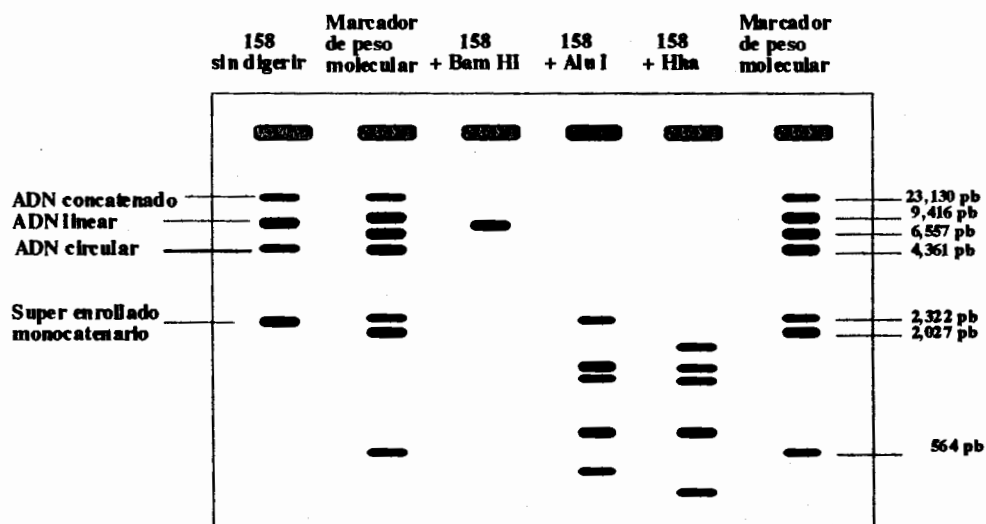 158
sin digerir
Marcador
de peso
molecular
158
+ Bam HI
158
+ Alu I
158
+ Hha
Marcador
de peso
molecular
ADN concatenado
ADN linear
ADN circular
Super enrollado
monocatenario
23,130 pb
9,416 pb
6,557 pb
4,361 pb
2,322 pb
2,027 pb
564 pb